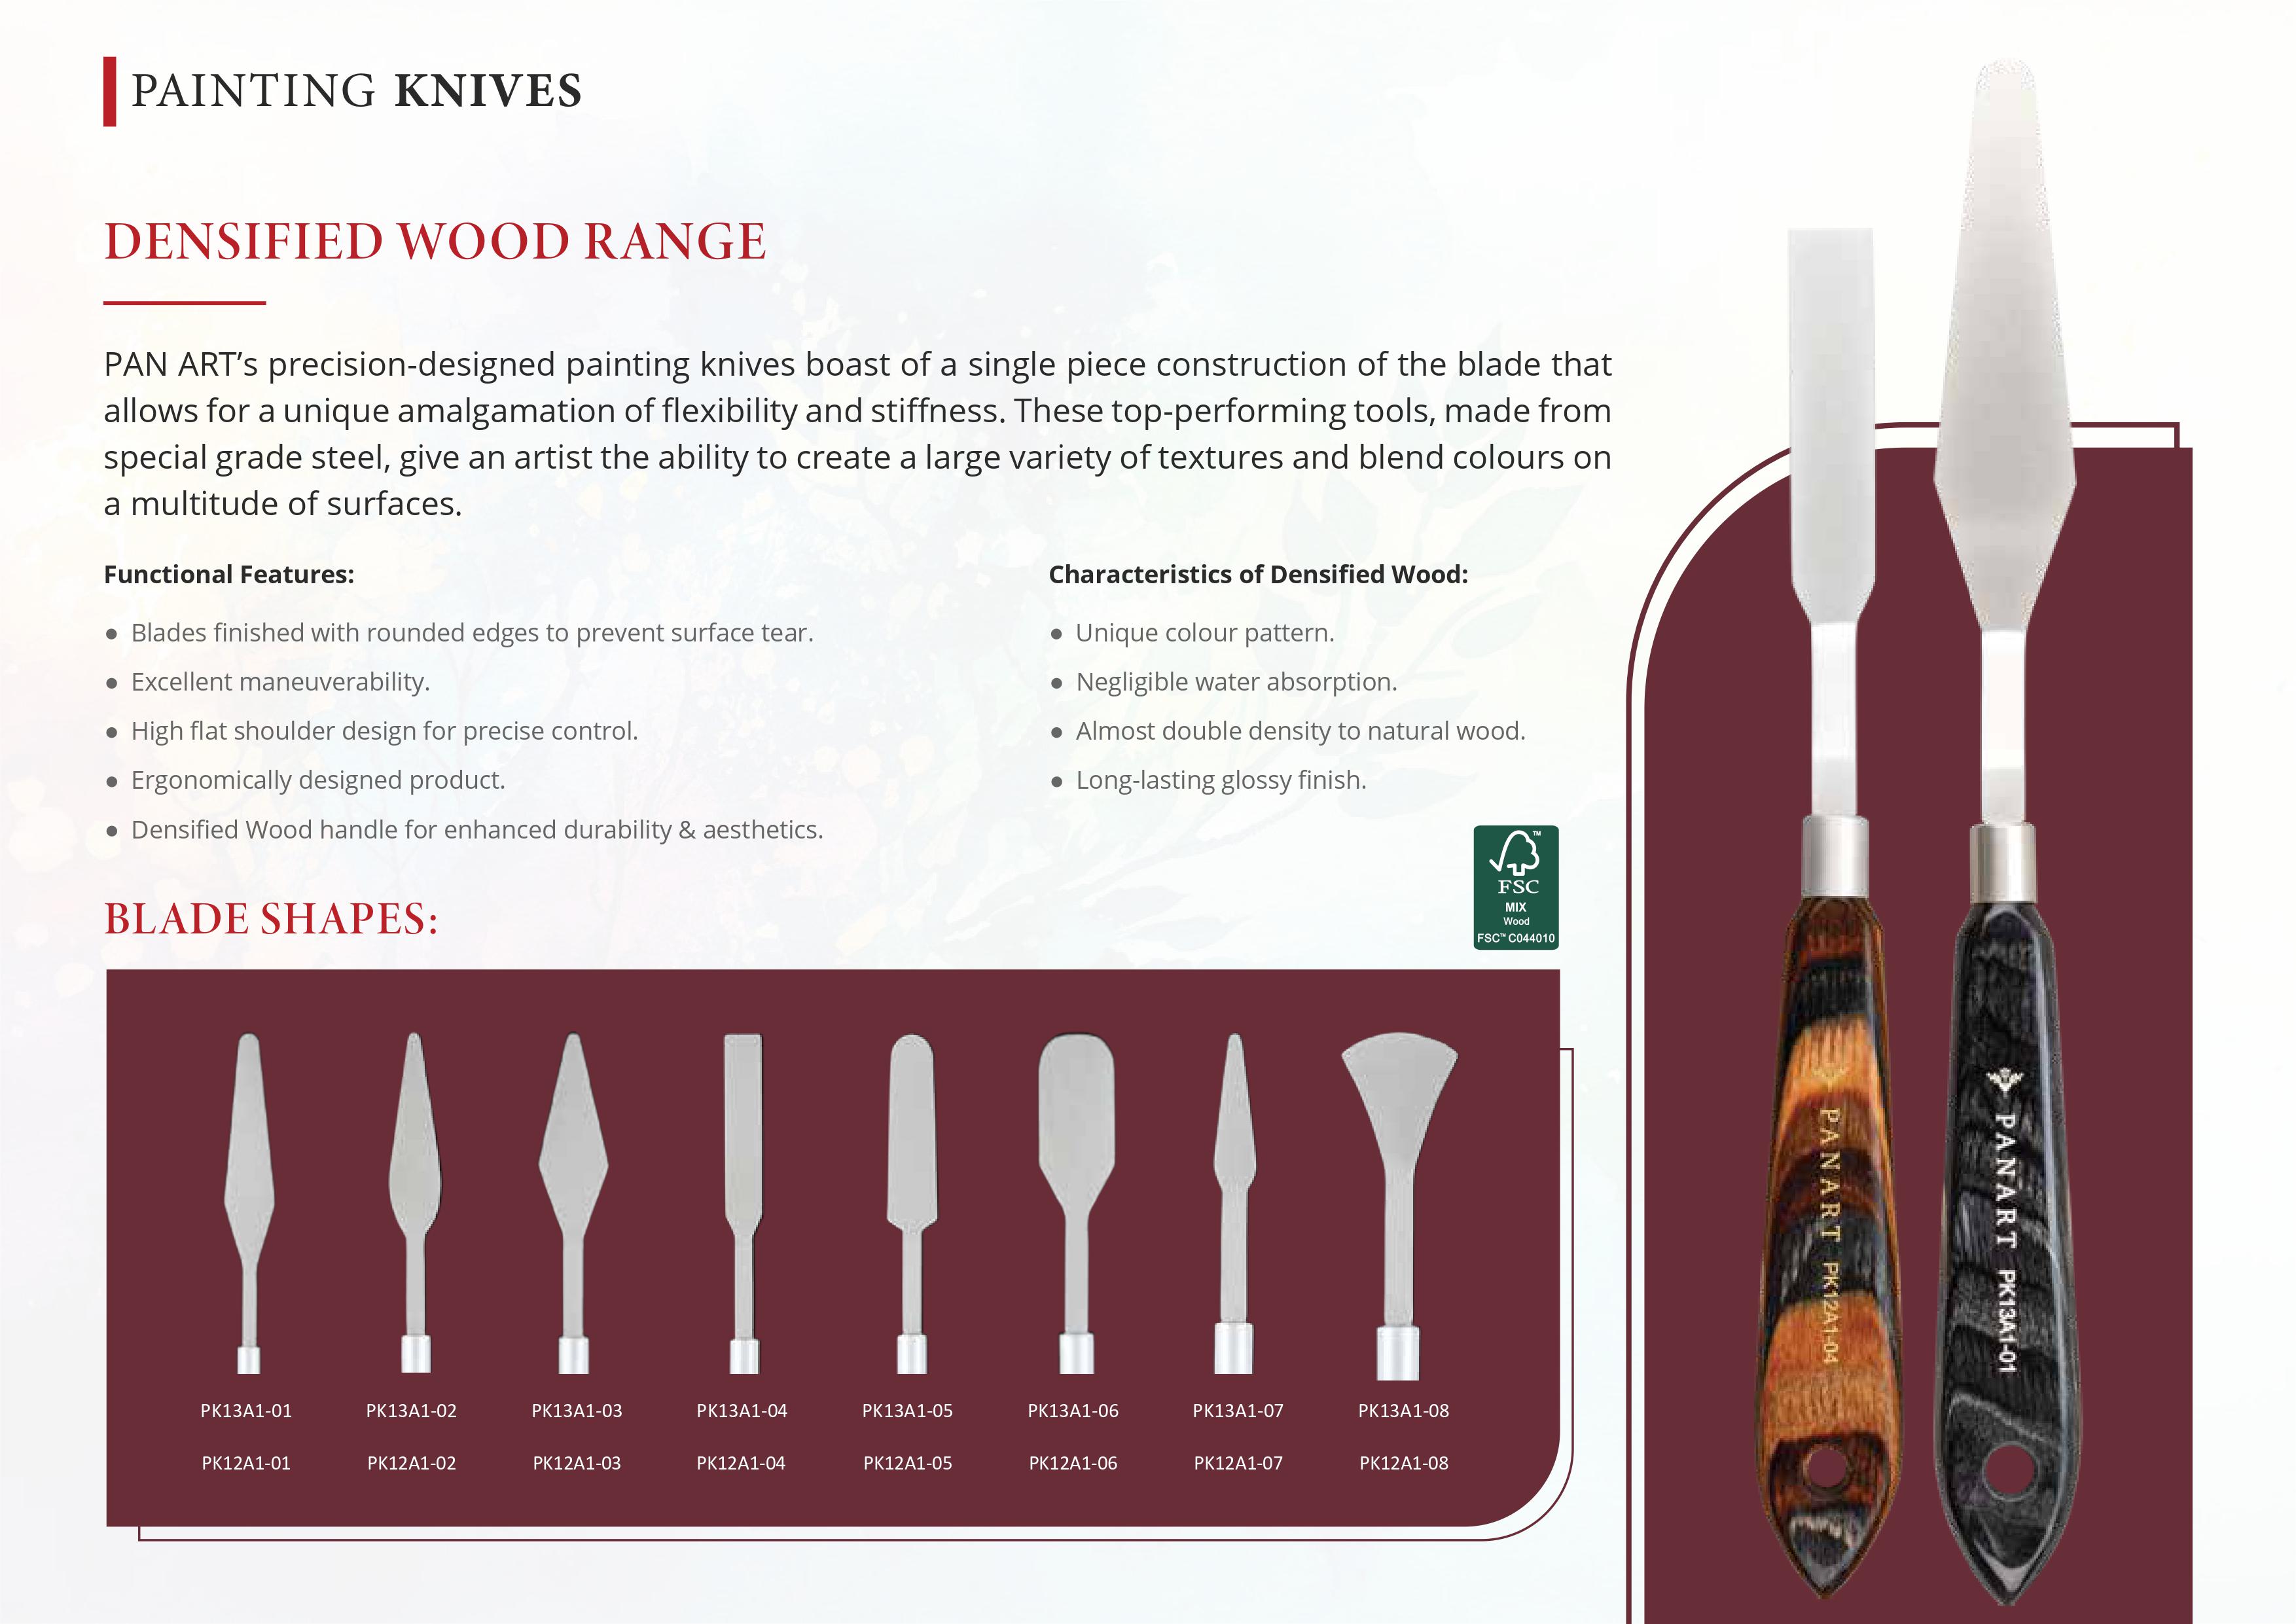 PAINTING KNIVES
DENSIFIED WOOD RANGE
PAN ART’s precision-designed painting knives boast of a single piece construction of the blade that
allows for a unique amalgamation of flexibility and stiffness. These top-performing tools, made from
special grade steel, give an artist the ability to create a large variety of textures and blend colours on
a multitude of surfaces.
Functional Features:
● Blades finished with rounded edges to prevent surface tear.
● Excellent maneuverability.
● High flat shoulder design for precise control.
● Ergonomically designed product.
● Densified Wood handle for enhanced durability & aesthetics.
Characteristics of Densified Wood:
● Unique colour pattern.
● Negligible water absorption.
● Almost double density to natural wood.
● Long-lasting glossy finish.
™
FSC
MIX
Wood
FSC™ C044010
BLADE SHAPES:
PK13A1-01 PK13A1-02 PK13A1-03 PK13A1-04 PK13A1-05 PK13A1-06 PK13A1-07 PK13A1-08
PK12A1-01 PK12A1-02 PK12A1-03 PK12A1-04 PK12A1-05 PK12A1-06 PK12A1-07 PK12A1-08
PANART PK12A1-04
PANART PK13A1-01